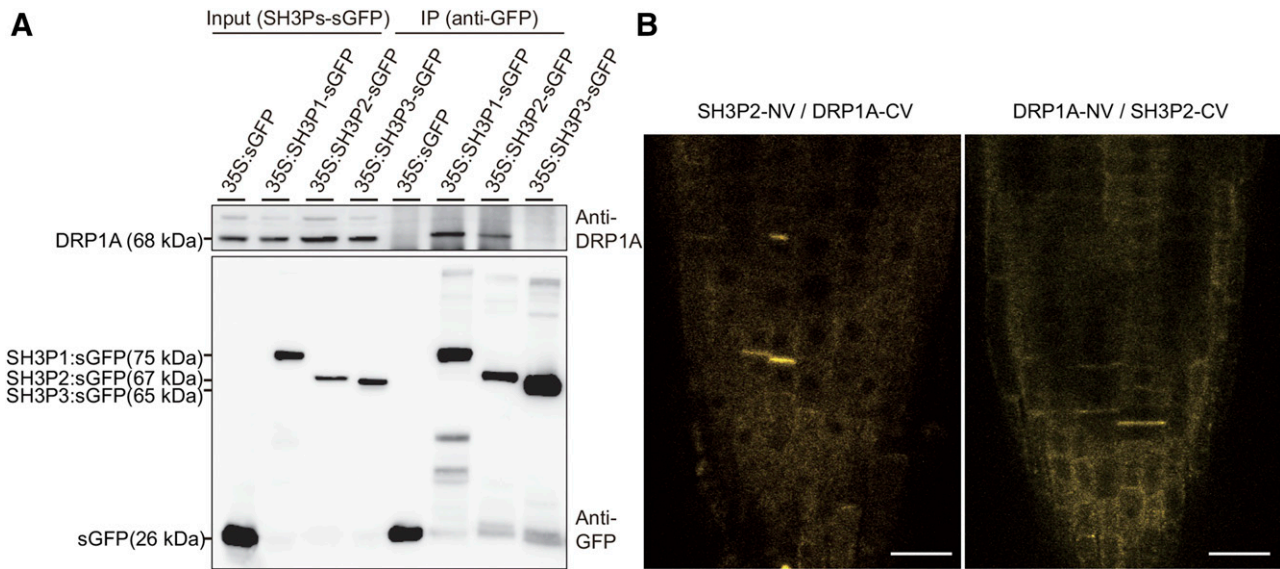 A
Input (SH3Ps-sGFP)
IP (anti-GFP)
35S:sGFP
35S:SH3P1-sGFP
35S:SH3P2-sGFP
35S:SH3P3-sGFP
35S:sGFP
35S:SH3P1-sGFP
35S:SH3P2-sGFP
35S:SH3P3-sGFP
DRP1A (68 kDa)
Anti-
DRP1A
SH3P1:sGFP(75 kDa)
SH3P2:sGFP(67 kDa)
SH3P3:sGFP(65 kDa)
sGFP(26 kDa)
Anti-
GFP
B
SH3P2-NV / DRP1A-CV
DRP1A-NV / SH3P2-CV